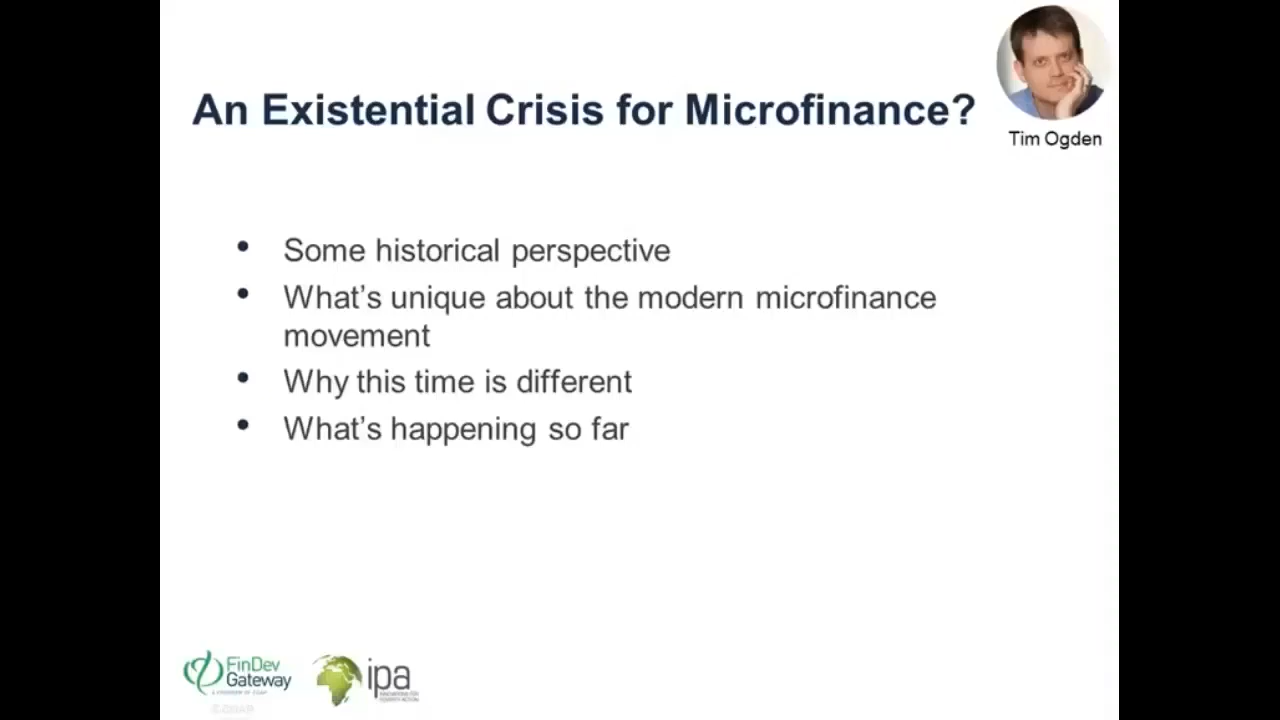 An Existential Crisis for Microfinance?
Tim Ogden
• Some historical perspective
• What's unique about the modern microfinance
movement
• Why this time is different
• What's happening so far
FinDev
Gateway
ipa